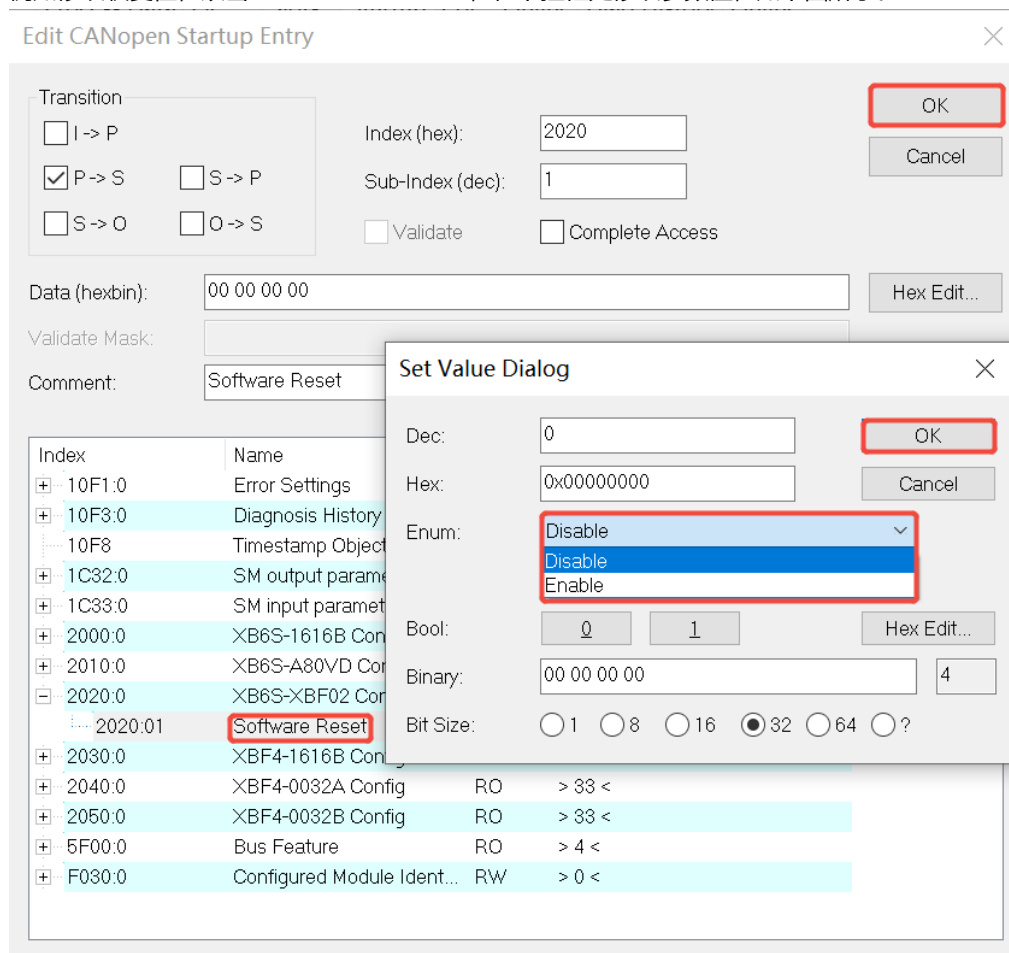 Edit CANopen Startup Entry
Transition
I -> P
P -> S
S -> P
S -> O
O -> S
Index (hex):
2020
Sub-Index (dec):
1
Validate
Complete Access
OK
Cancel
Data (hexbin):
00 00 00 00
Hex Edit...
Validate Mask:
Comment:
Software Reset
Index
Name
10F1:0 Error Settings
10F3:0 Diagnosis History
10F8 Timestamp Object
1C32:0 SM output parame
1C33:0 SM input paramet
2000:0 XB6S-1616B Con
2010:0 XB6S-A80VD Cor
2020:0 XB6S-XBF02 Cor
2020:01 Software Reset
2030:0 XBF4-1616B Config
2040:0 XBF4-0032A Config RO > 33 <
2050:0 XBF4-0032B Config RO > 33 <
5F00:0 Bus Feature RO > 4 <
F030:0 Configured Module Ident... RW > 0 <
Set Value Dialog
Dec:
0
OK
Hex:
0x00000000
Cancel
Enum:
Disable
Disable
Enable
Bool:
0
1
Hex Edit...
Binary:
00 00 00 00
4
Bit Size:
1
8
16
32
64
?